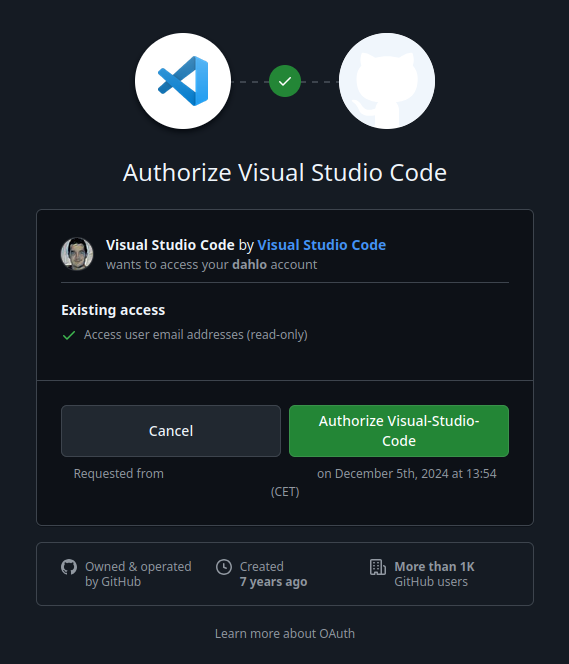 Authorize Visual Studio Code
Visual Studio Code by Visual Studio Code
wants to access your dahlo account
Existing access
Access user email addresses (read-only)
Cancel
Authorize Visual-Studio-
Code
Requested from on December 5th, 2024 at 13:54
(CET)
Owned & operated
by GitHub
Created
7 years ago
More than 1K
GitHub users
Learn more about OAuth